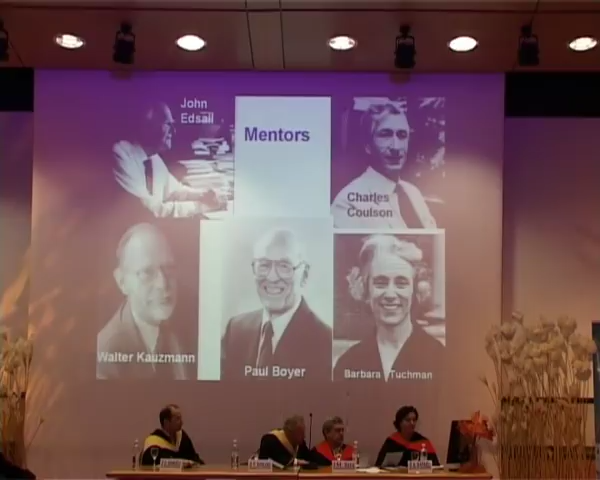 John
Edsall
Mentors
Charles
Coulson
Walter Kauzmann
Paul Boyer
Barbara Tuchman